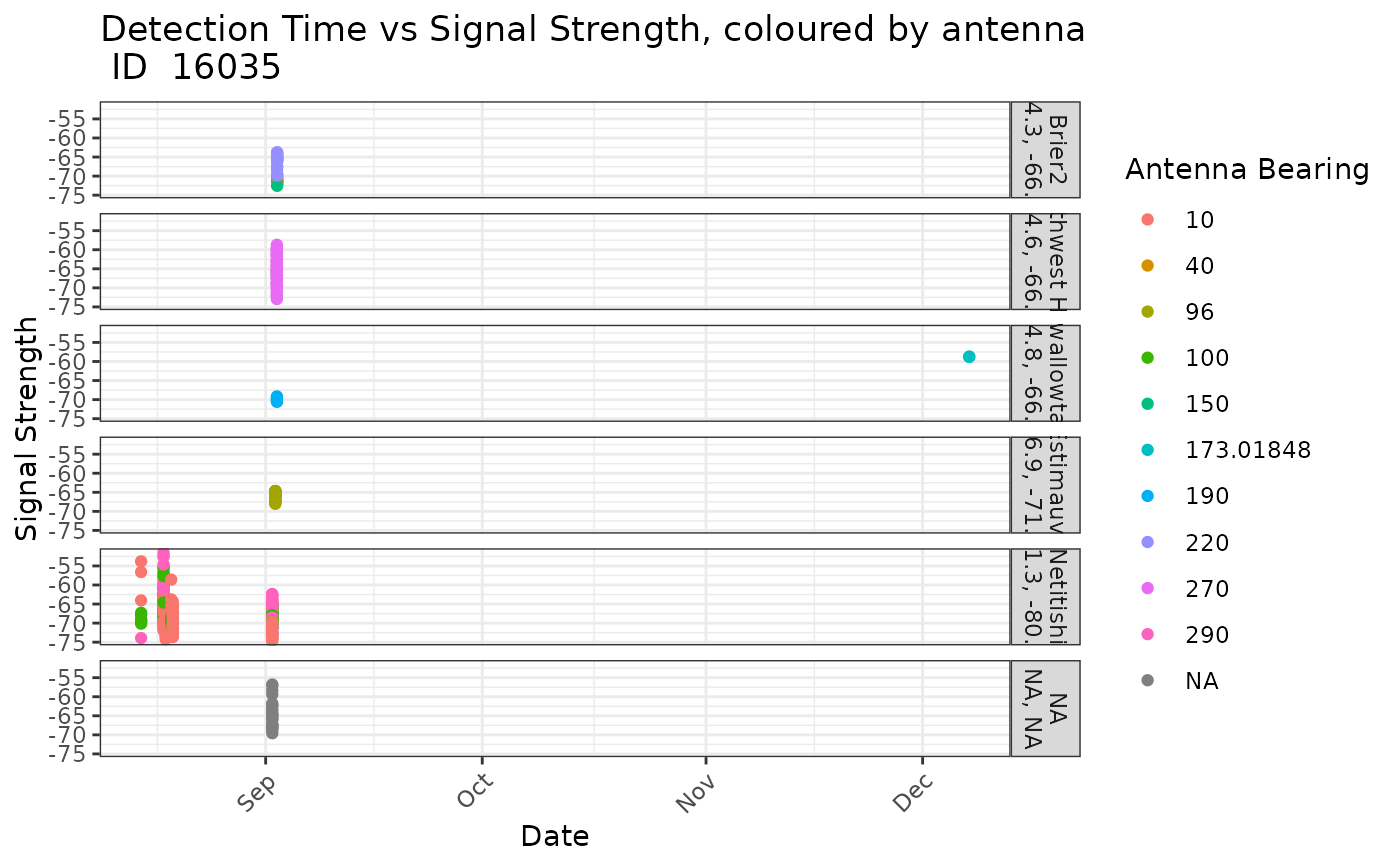 Detection Time vs Signal Strength, coloured by antenna
ID 16035
Signal Strength
-55
-60
-65
-70
-75
Brier2
4.3, -66.
-55
-60
-65
-70
-75
hwest H
4.6, -66.
-55
-60
-65
-70
-75
wallowta
4.8, -66.
-55
-60
-65
-70
-75
stimauv
6.9, -71.
-55
-60
-65
-70
-75
Netitishi
1.3, -80.
-55
-60
-65
-70
-75
NA
NA, NA
Sep
Oct
Nov
Dec
Date
Antenna Bearing
10
40
96
100
150
173.01848
190
220
270
290
NA